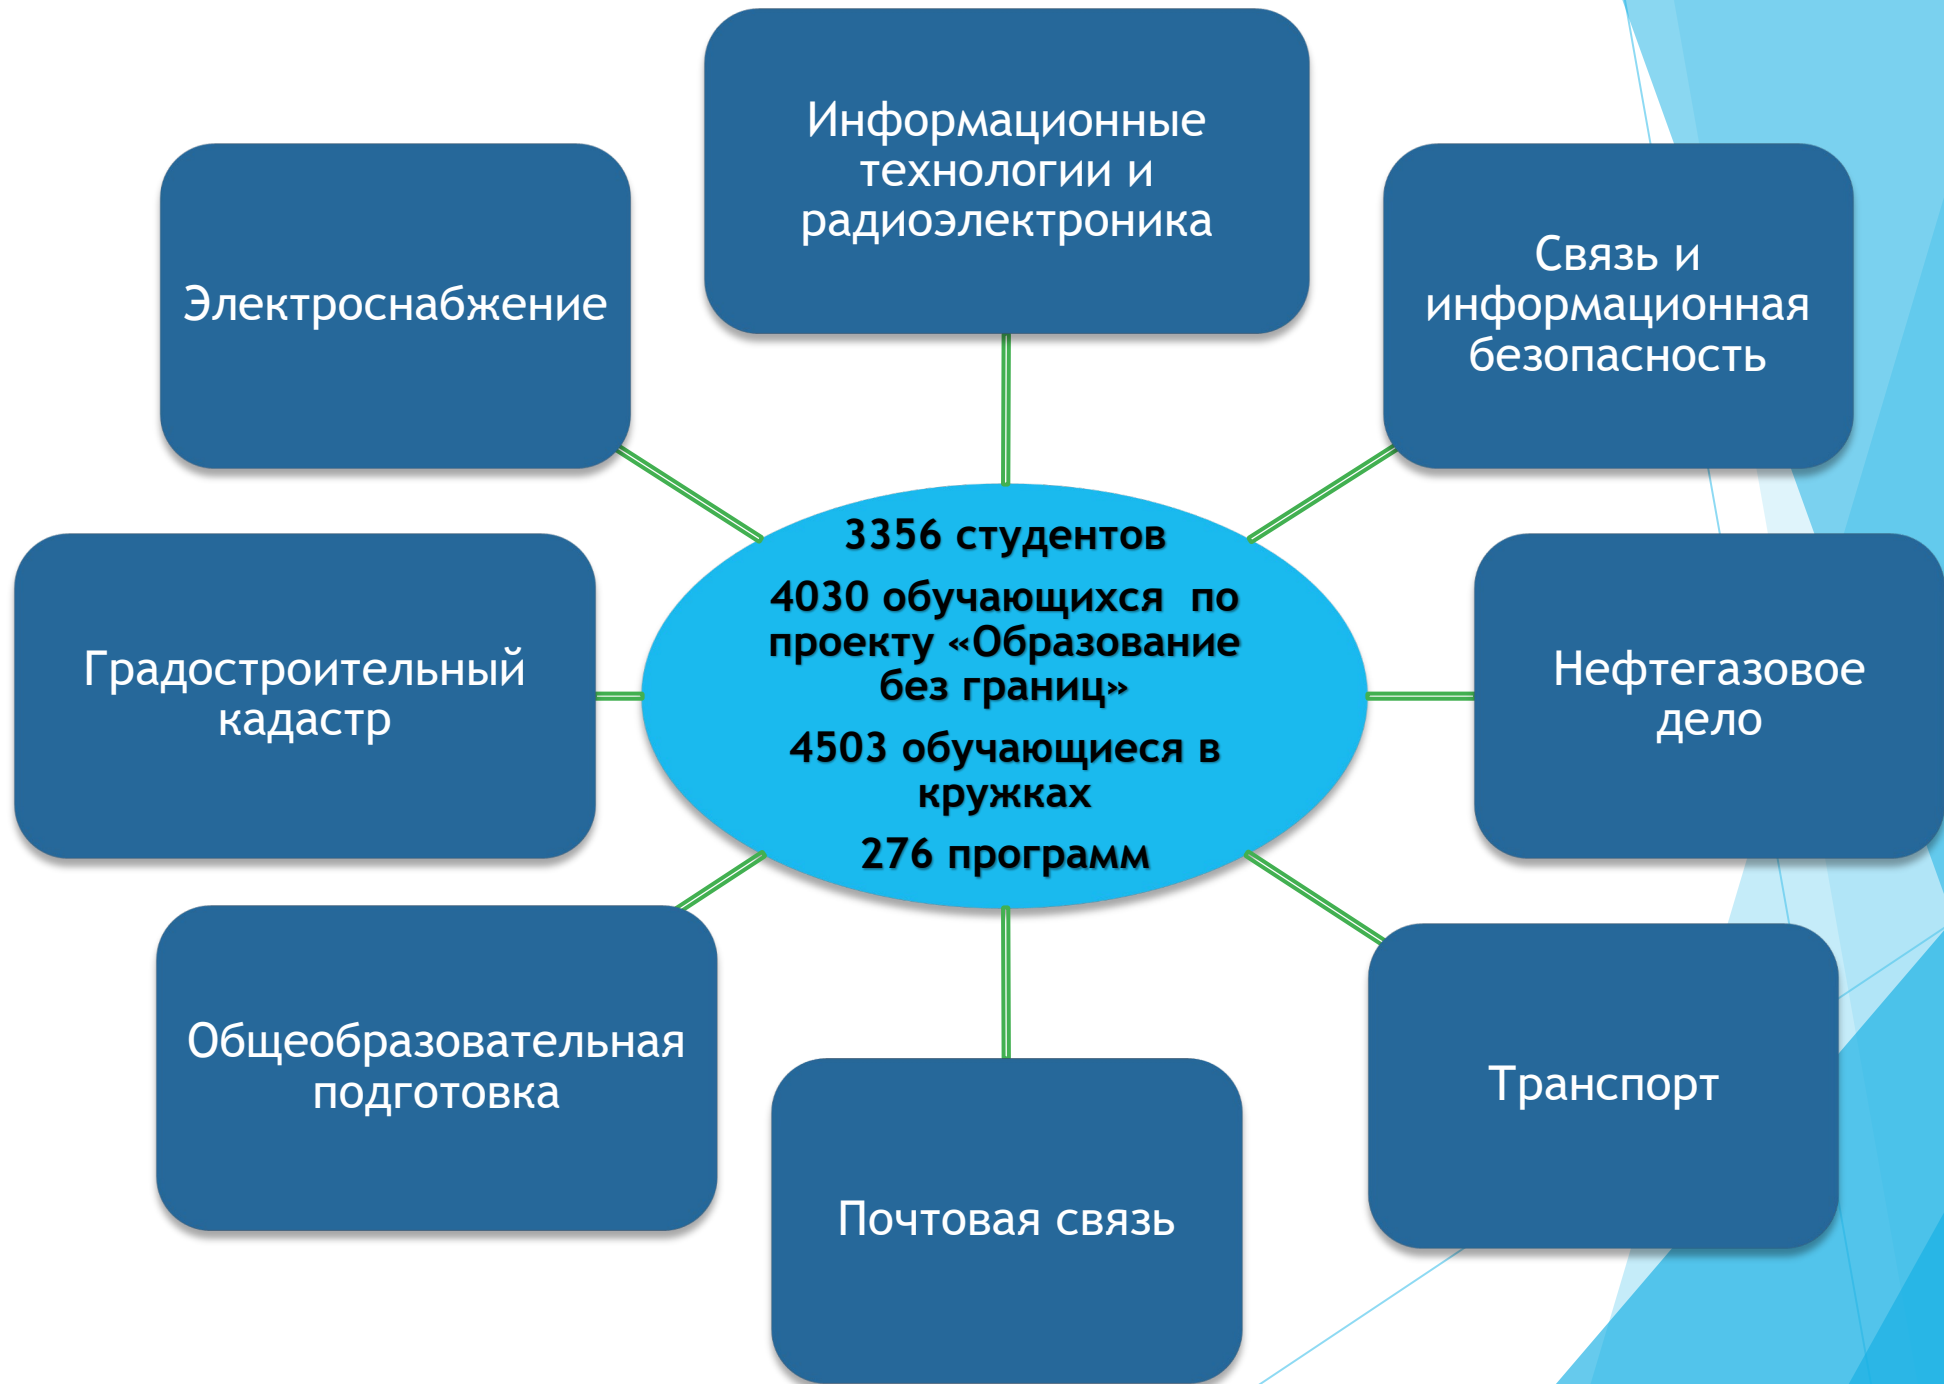 Информационные
технологии и
радиоэлектроника
Связь и
информационная
безопасность
Нефтегазовое
дело
Транспорт
Почтовая связь
Общеобразовательная
подготовка
Градостроительный
кадастр
Электроснабжение
3356 студентов
4030 обучающихся по
проекту «Образование
без границ»
4503 обучающиеся в
кружках
276 программ